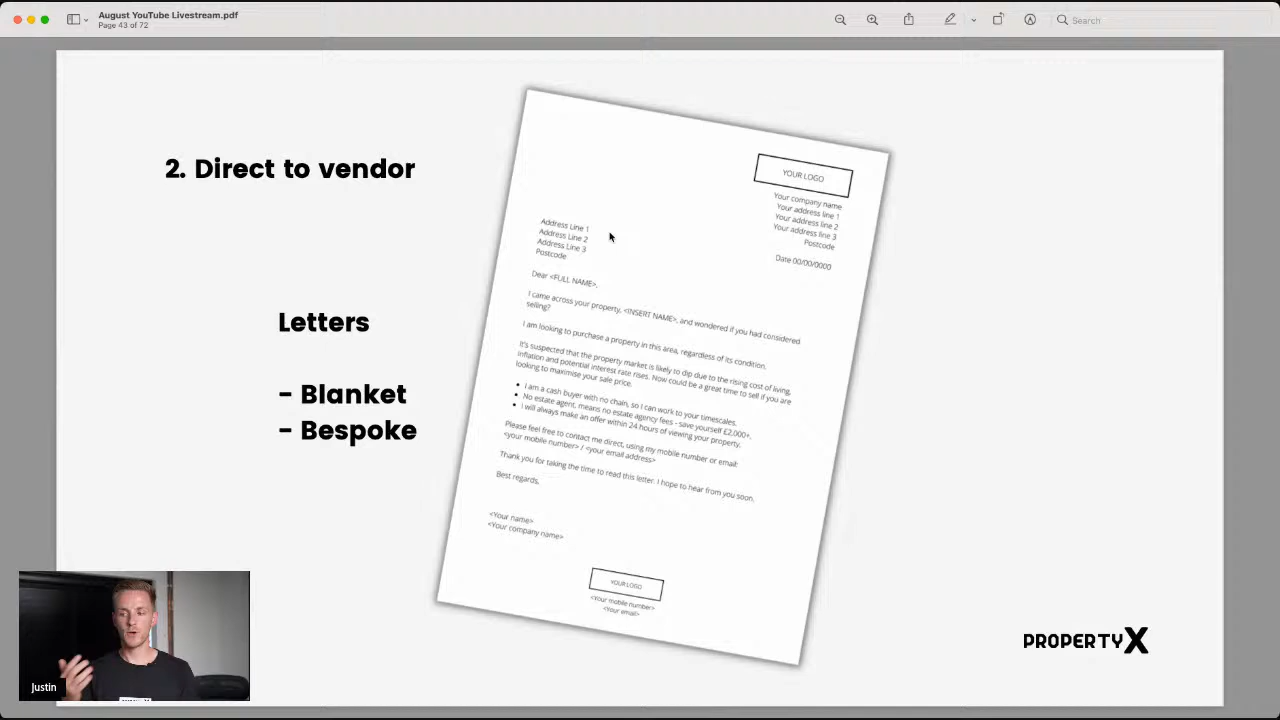 August YouTube Livestream.pdf
Page 43 of 72
Search
2. Direct to vendor
Letters
- Blanket
- Bespoke
YOUR LOGO
Your company name
Your address line 1
Your address line 2
Your address line 3
Postcode
Date 00/00/0000
Address Line 1
Address Line 2
Address Line 3
Postcode
Dear <FULL NAME>,
I came across your property, <INSERT NAME>, and wondered if you had considered
selling?
I am looking to purchase a property in this area, regardless of its condition.
It's suspected that the property market is likely to dip due to the rising cost of living,
inflation and potential interest rate rises. Now could be a great time to sell if you are
looking to maximise your sale price.
• I am a cash buyer with no chain, so I can work to your timescales.
• No estate agent, means no estate agency fees - save yourself £2,000+.
• I will always make an offer within 24 hours of viewing your property.
Please feel free to contact me direct, using my mobile number or email:
<your mobile number> / <your email address>
Thank you for taking the time to read this letter. I hope to hear from you soon.
Best regards,
<Your name>
<Your company name>
YOUR LOGO
<Your mobile number>
<Your email>
Justin
PROPERTYX